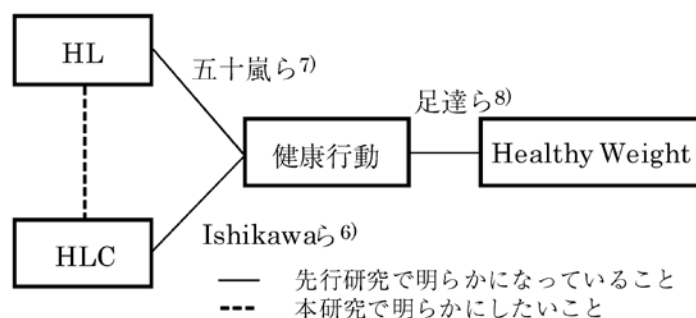 HL
五十嵐ら7)
足達ら8)
健康行動
Healthy Weight
Ishikawaら6)
HLC
先行研究で明らかになっていること
本研究で明らかにしたいこと